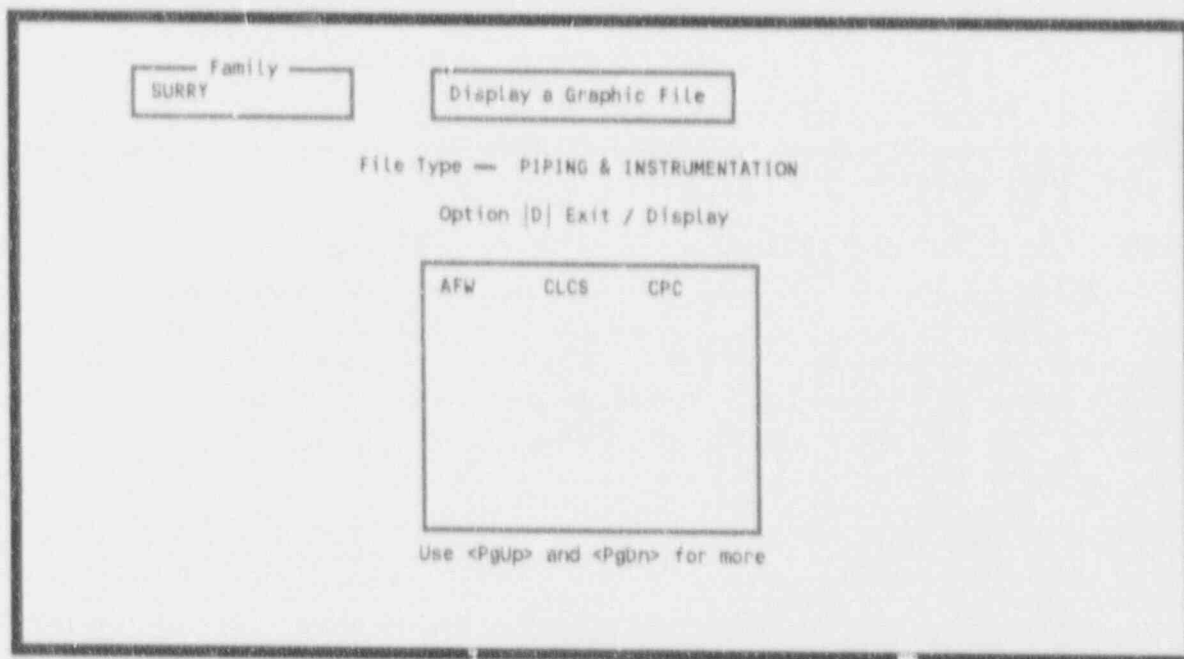 Family
SURRY
Display a Graphic File
File Type — PIPING & INSTRUMENTATION
Option |D| Exit / Display
AFW CLCS CPC
Use <PgUp> and <PgDn> for more